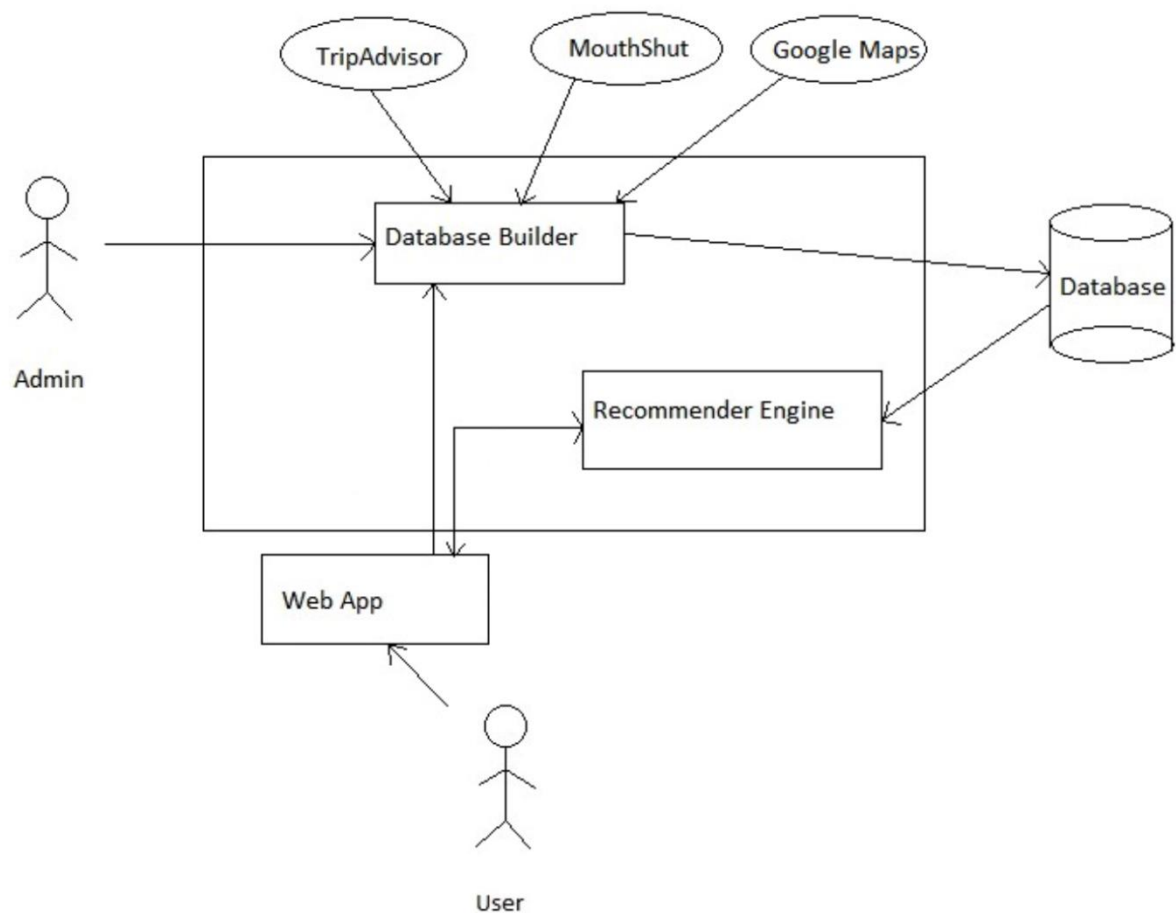 TripAdvisor
MouthShut
Google Maps
Database Builder
Database
Admin
Recommender Engine
Web App
User